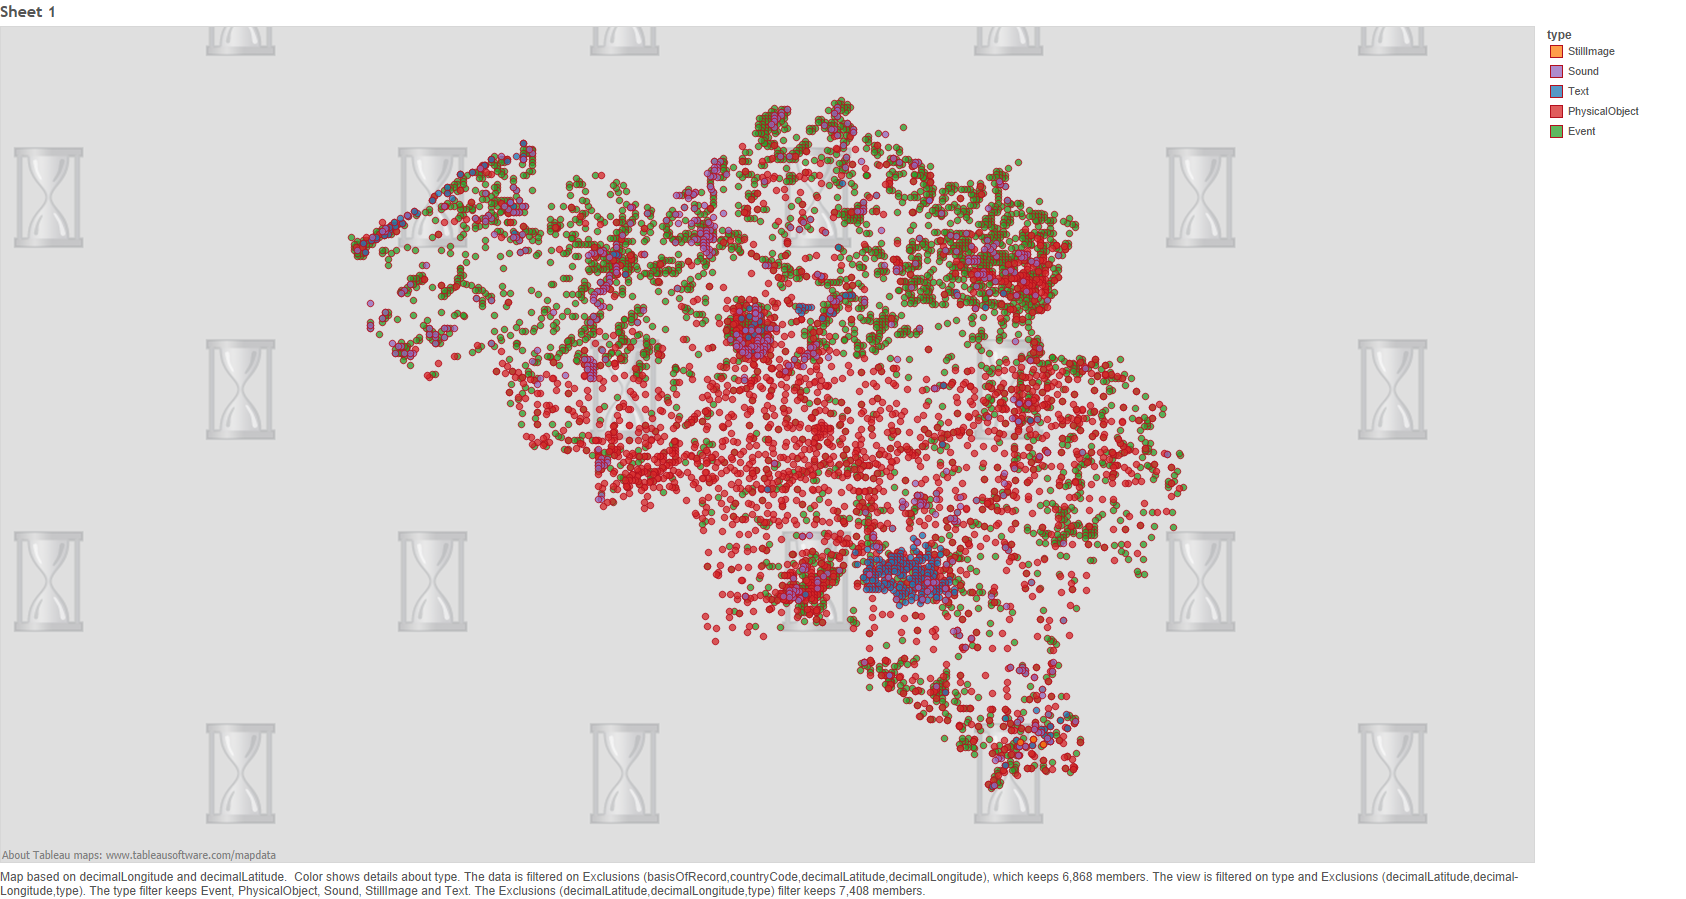 Sheet 1
type
StillImage
Sound
Text
PhysicalObject
Event
About Tableau maps: www.tableausoftware.com/mapdata
Map based on decimalLongitude and decimalLatitude.  Color shows details about type. The data is filtered on Exclusions (basisOfRecord,countryCode,decimalLatitude,decimalLongitude), which keeps 6,868 members. The view is filtered on type and Exclusions (decimalLatitude,decimal-
Longitude,type). The type filter keeps Event, PhysicalObject, Sound, StillImage and Text. The Exclusions (decimalLatitude,decimalLongitude,type) filter keeps 7,408 members.